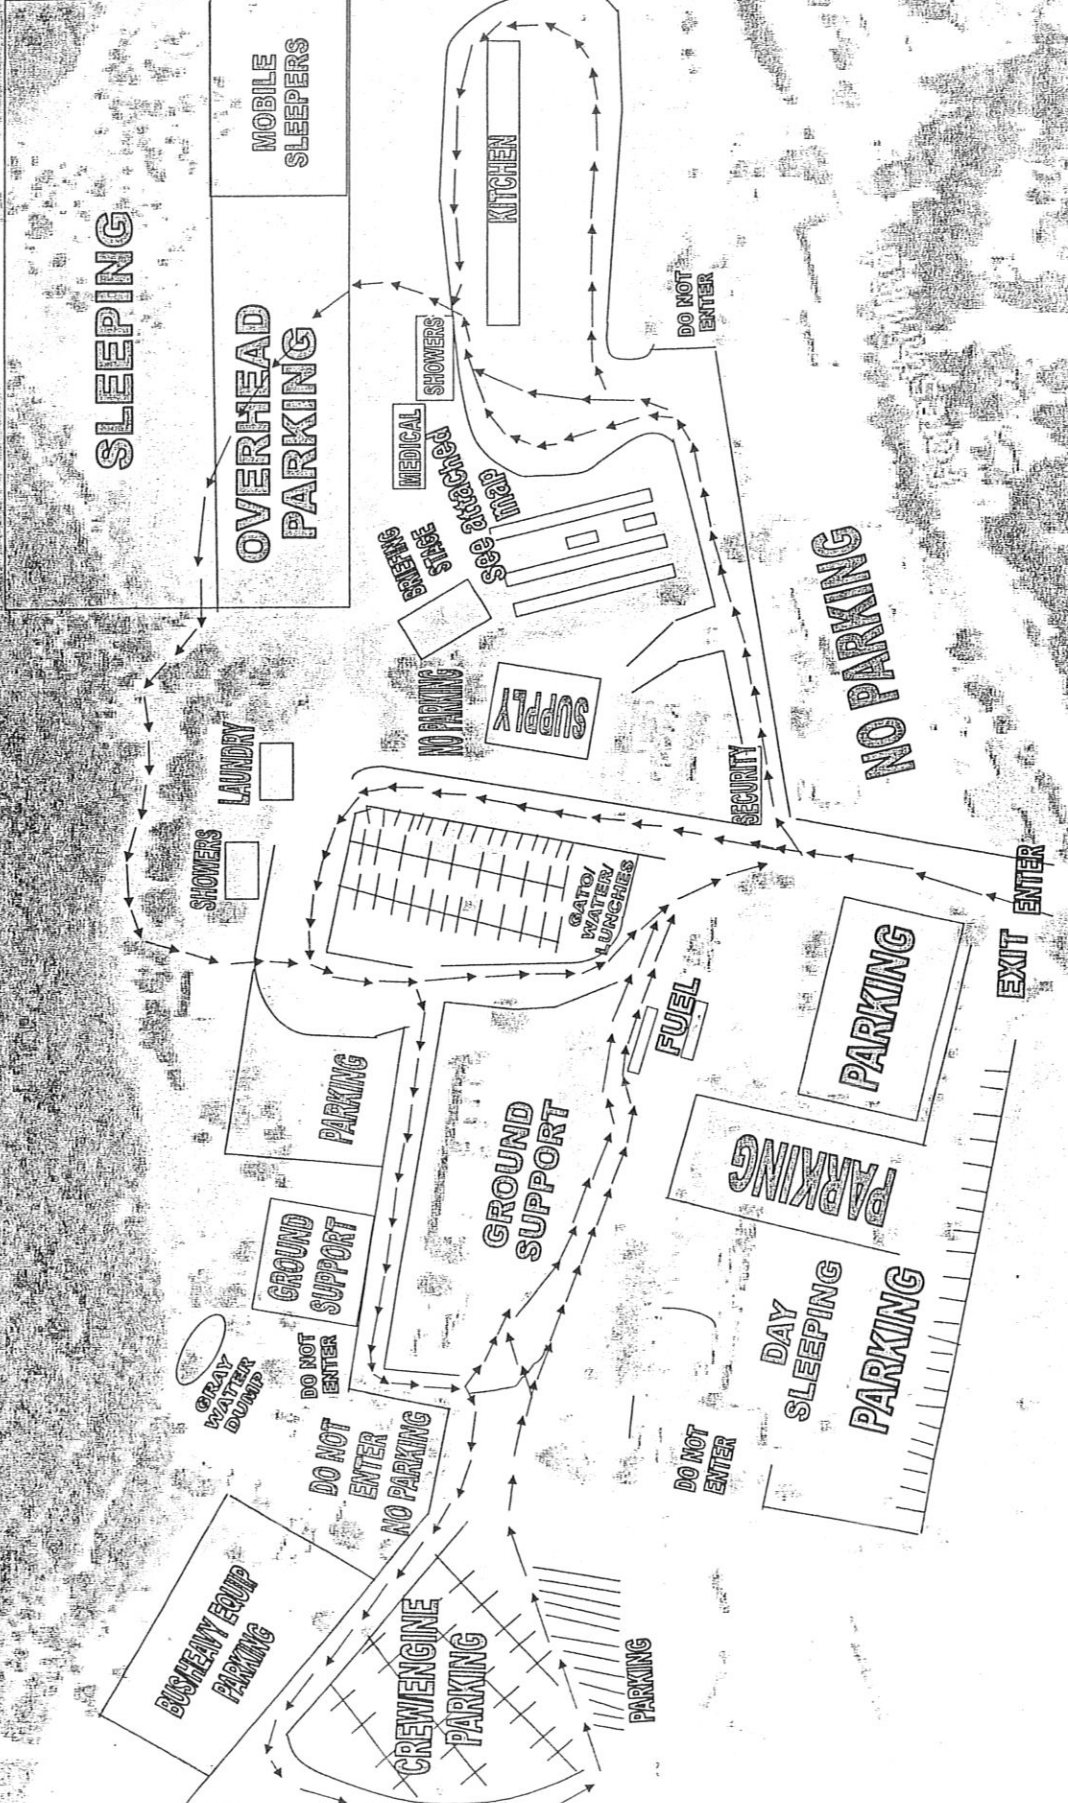 SLEEPING
MOBILE
SLEEPERS
OVERHEAD
PARKING
KITCHEN
SHOWERS
MEDICAL
DO NOT
ENTER
see attached
map
BRIEFING
STAGE
NO PARKING
SUPPLY
NO PARKING
LAUNDRY
SHOWERS
SECURITY
GATO/
WATER/
LUNCHES
ENTER
EXIT
PARKING
FUEL
PARKING
GROUND
SUPPORT
PARKING
GROUND
SUPPORT
GRAY
WATER
DUMP
DO NOT
ENTER
DAY
SLEEPING
PARKING
DO NOT
ENTER
NO PARKING
DO NOT
ENTER
BUS/HEAVY EQUIP
PARKING
CREW/ENGINE
PARKING
PARKING